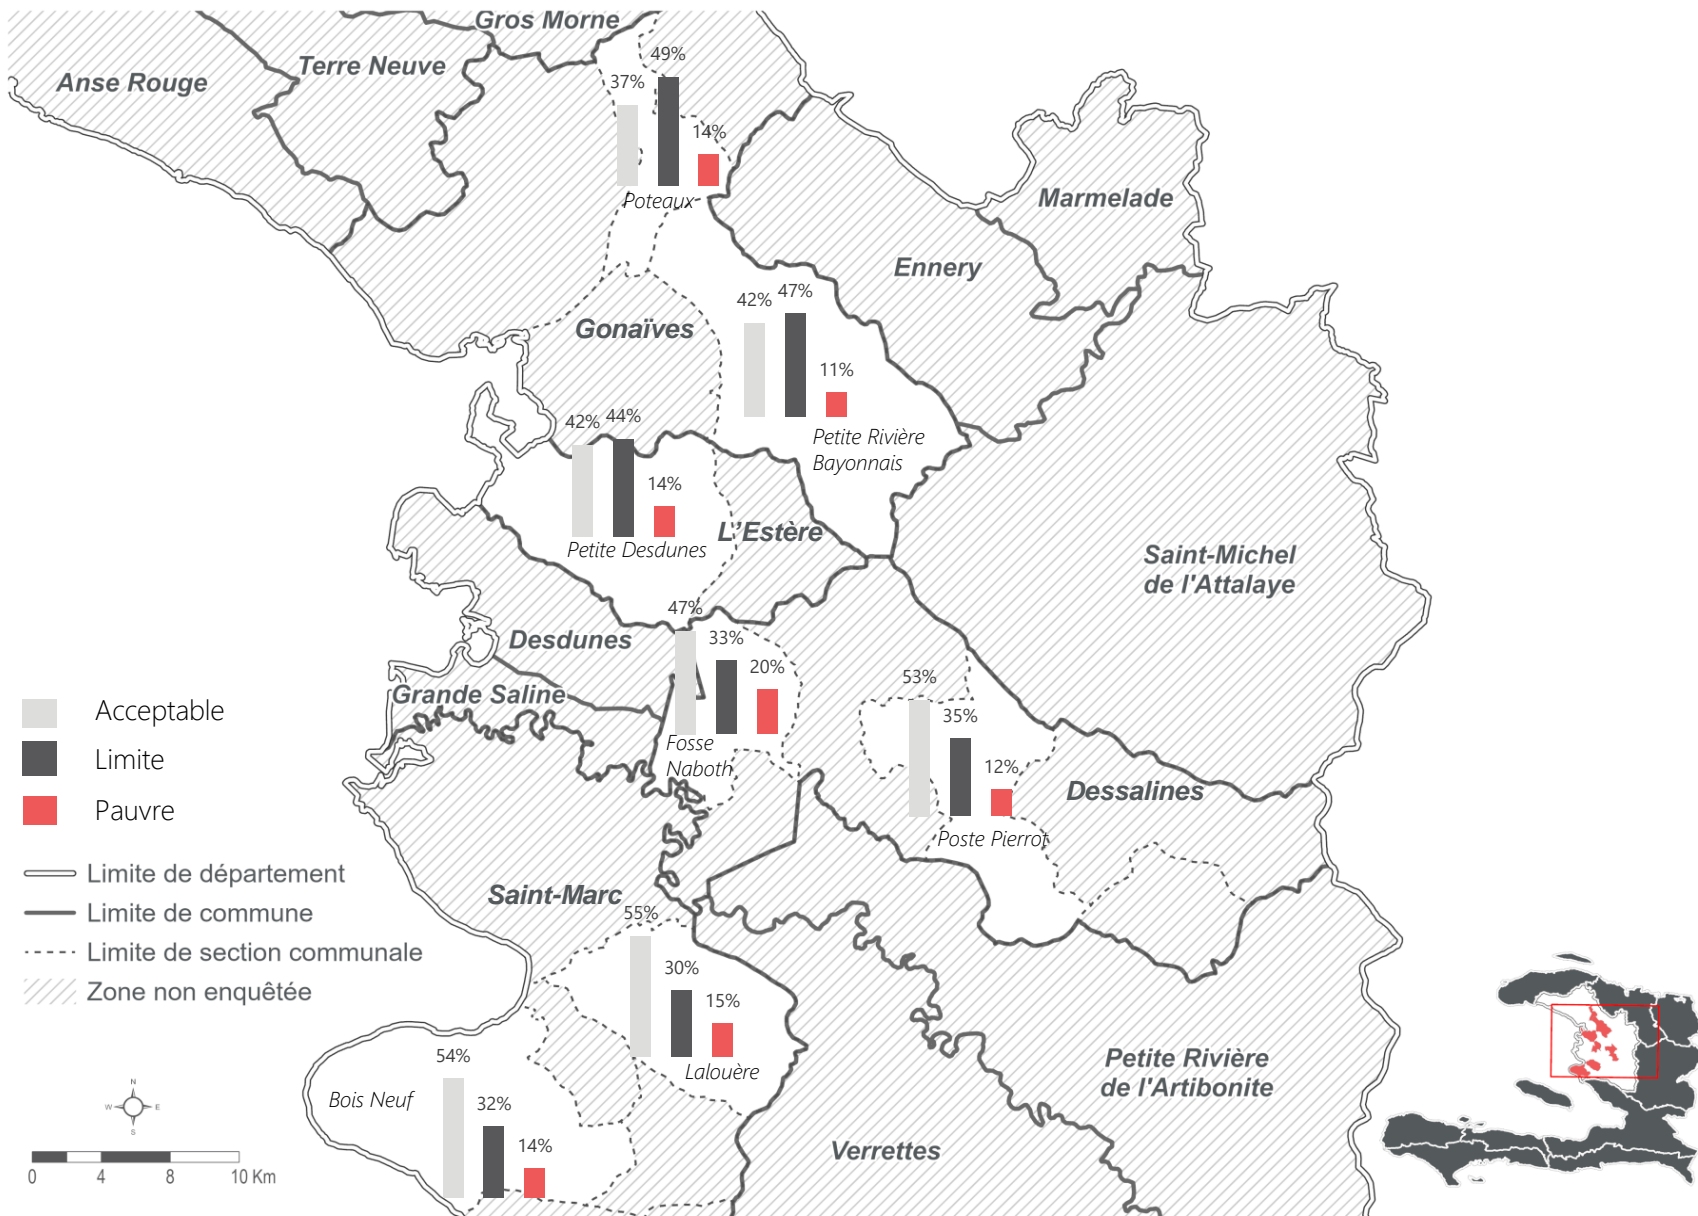 Gros Morne
Anse Rouge
Terre Neuve
49%
37%
14%
Poteaux
Marmelade
Ennery
42%
47%
11%
Gonaïves
Petite Rivière
Bayonnais
42%
44%
14%
Petite Desdunes
L'Estère
Saint-Michel
de l'Attalaye
Desdunes
47%
33%
20%
Fosse
Naboth
Grande Saline
53%
35%
12%
Poste Pierrot
Dessalines
Acceptable
Limite
Pauvre
Limite de département
Limite de commune
Limite de section communale
Zone non enquêtée
Saint-Marc
55%
30%
15%
Lalouère
54%
32%
14%
Bois Neuf
Petite Rivière
de l'Artibonite
Verrettes
N
W
E
S
0
4
8
10 Km